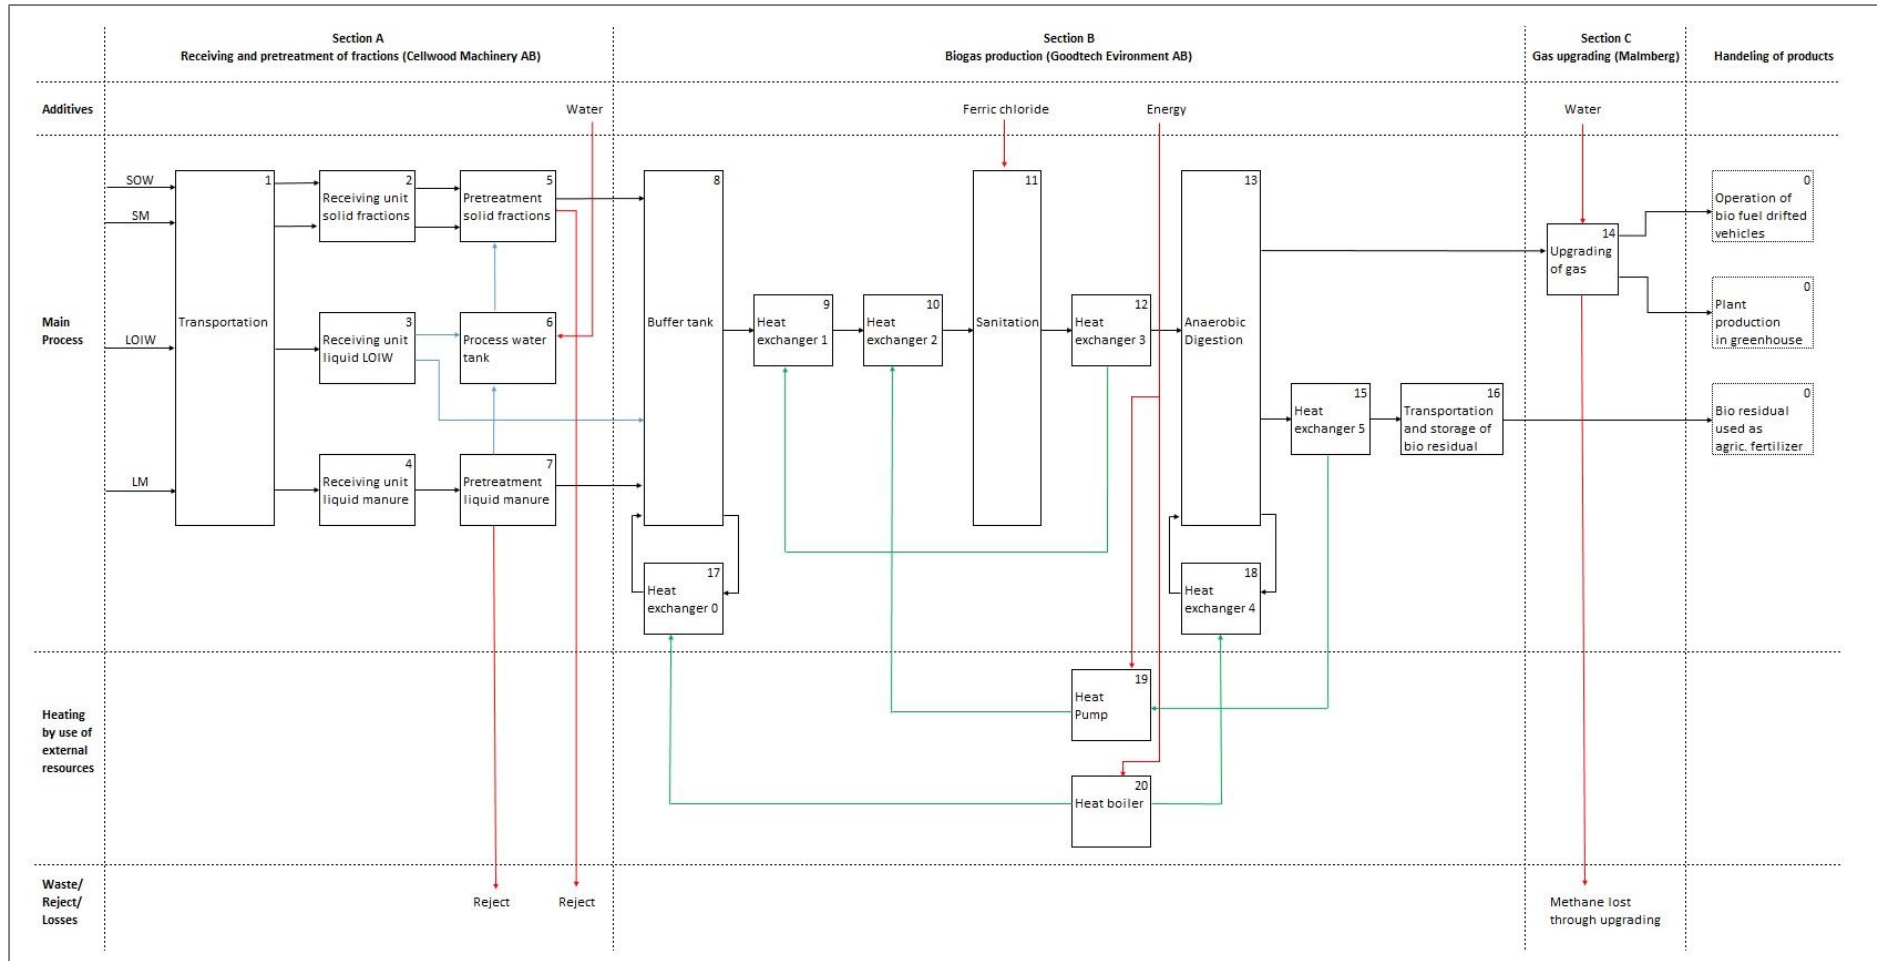 Section A
Receiving and pretreatment of fractions (Cellwood Machinery AB)
Section B
Biogas production (Goodtech Evironment AB)
Section C
Gas upgrading (Malmberg)
Handeling of products
Additives
Water
Ferric chloride
Energy
Water
Main
Process
SOW
SM
LOIW
LM
1
Transportation
2
Receiving unit
solid fractions
3
Receiving unit
liquid LOIW
4
Receiving unit
liquid manure
5
Pretreatment
solid fractions
6
Process water
tank
7
Pretreatment
liquid manure
8
Buffer tank
9
Heat
exchanger 1
10
Heat
exchanger 2
11
Sanitation
12
Heat
exchanger 3
13
Anaerobic
Digestion
14
Upgrading
of gas
15
Heat
exchanger 5
16
Transportation
and storage of
bio residual
0
Operation of
bio fuel drifted
vehicles
0
Plant
production
in greenhouse
0
Bio residual
used as
agric. fertilizer
17
Heat
exchanger 0
18
Heat
exchanger 4
Heating
by use of
external
resources
19
Heat
Pump
20
Heat boiler
Waste/
Reject/
Losses
Reject
Reject
Methane lost
through upgrading